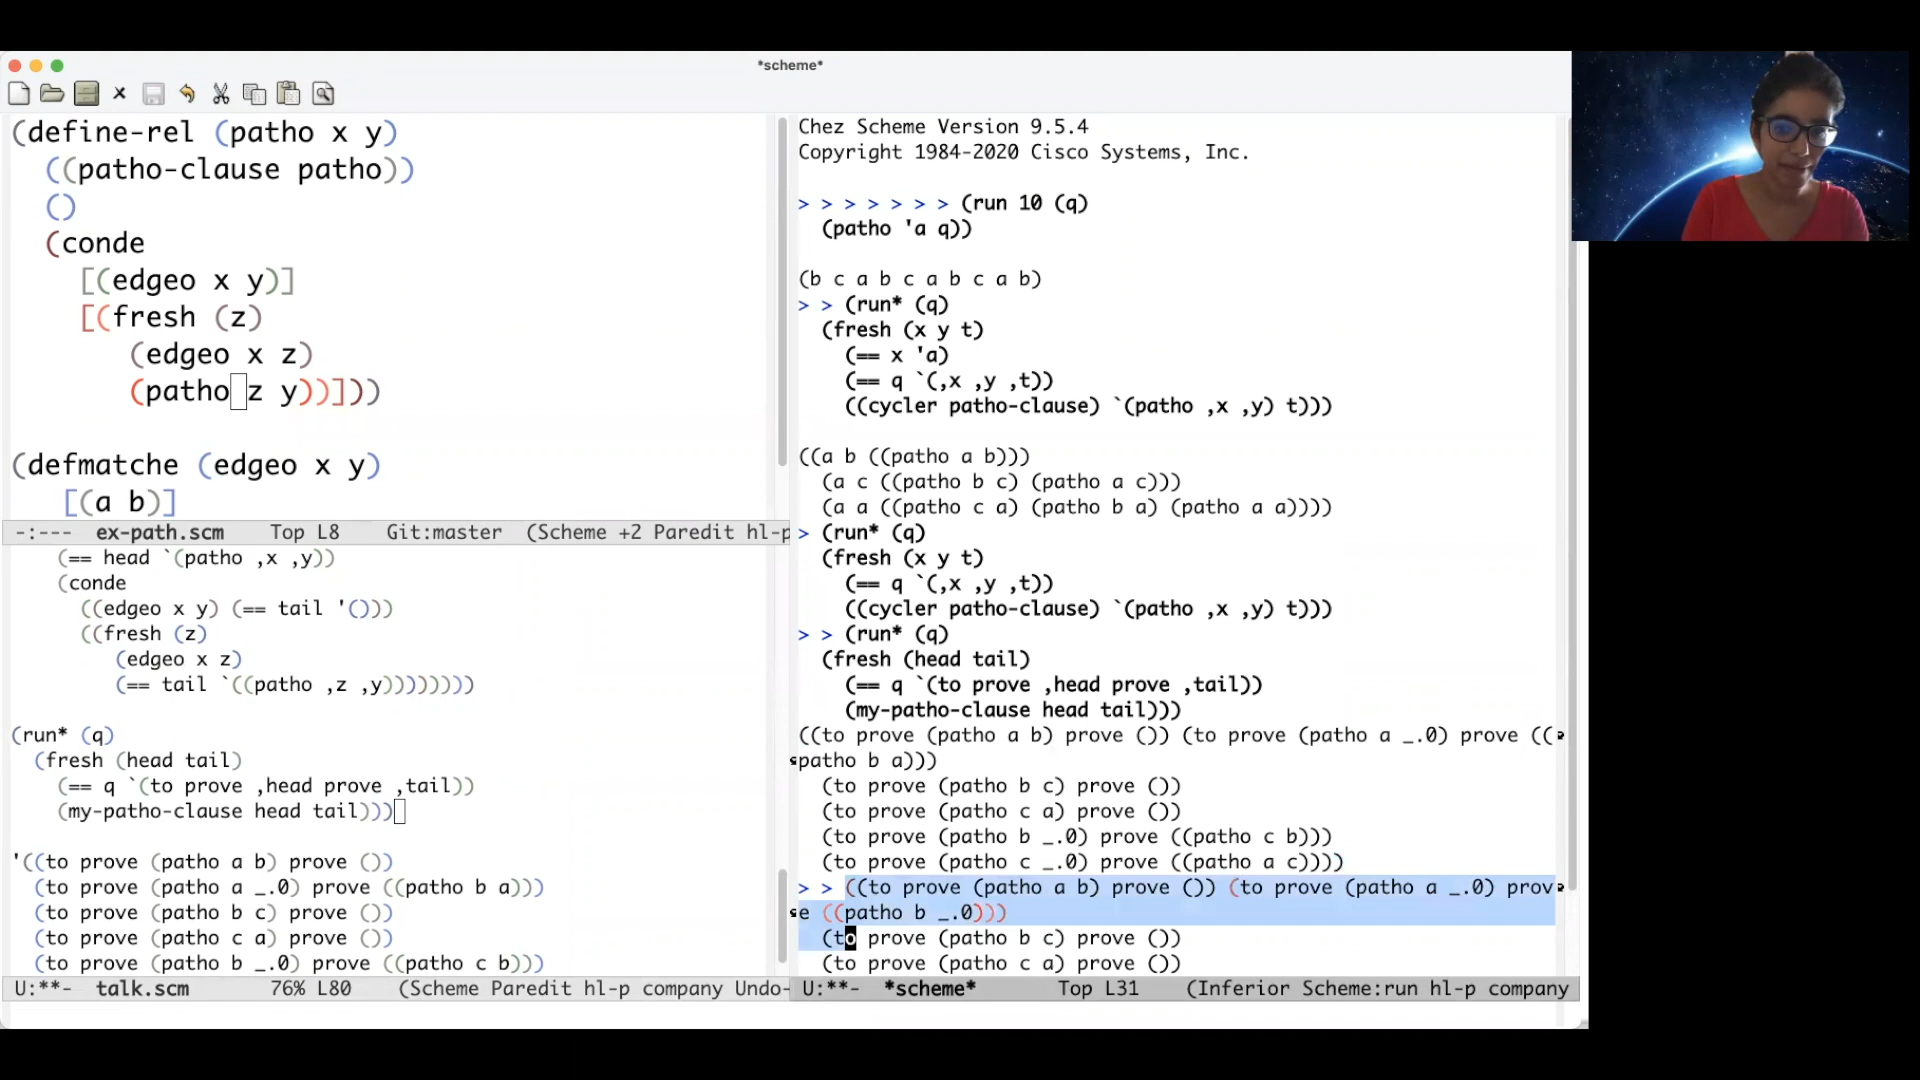 *scheme*
(define-rel (patho x y)
((patho-clause patho))
()
(conde
[(edgeo x y)]
[(fresh (z)
(edgeo x z)
(patho z y))]))
(defmatche (edgeo x y)
[(a b)]
-:--- ex-path.scm Top L8 Git:master (Scheme +2 Paredit hl-p
(== head `(patho ,x ,y))
(conde
((edgeo x y) (== tail '()))
((fresh (z)
(edgeo x z)
(== tail `((patho ,z ,y))))))))
(run* (q)
(fresh (head tail)
(== q `(to prove ,head prove ,tail))
(my-patho-clause head tail)))
'((to prove (patho a b) prove ())
(to prove (patho a _.0) prove ((patho b a)))
(to prove (patho b c) prove ())
(to prove (patho c a) prove ())
(to prove (patho b _.0) prove ((patho c b)))
U:**- talk.scm 76% L80 (Scheme Paredit hl-p company Undo-
Chez Scheme Version 9.5.4
Copyright 1984-2020 Cisco Systems, Inc.
> > > > > > > (run 10 (q)
(patho 'a q))
(b c a b c a b c a b)
> > (run* (q)
(fresh (x y t)
(== x 'a)
(== q `(,x ,y ,t))
((cycler patho-clause) `(patho ,x ,y) t)))
((a b ((patho a b)))
(a c ((patho b c) (patho a c)))
(a a ((patho c a) (patho b a) (patho a a))))
> (run* (q)
(fresh (x y t)
(== q `(,x ,y ,t))
((cycler patho-clause) `(patho ,x ,y) t)))
> > (run* (q)
(fresh (head tail)
(== q `(to prove ,head prove ,tail))
(my-patho-clause head tail)))
((to prove (patho a b) prove ()) (to prove (patho a _.0) prove ((
patho b a)))
(to prove (patho b c) prove ())
(to prove (patho c a) prove ())
(to prove (patho b _.0) prove ((patho c b)))
(to prove (patho c _.0) prove ((patho a c))))
> > ((to prove (patho a b) prove ()) (to prove (patho a _.0) prov
e ((patho b _.0)))
(to prove (patho b c) prove ())
(to prove (patho c a) prove ())
U:**- *scheme* Top L31 (Inferior Scheme:run hl-p company